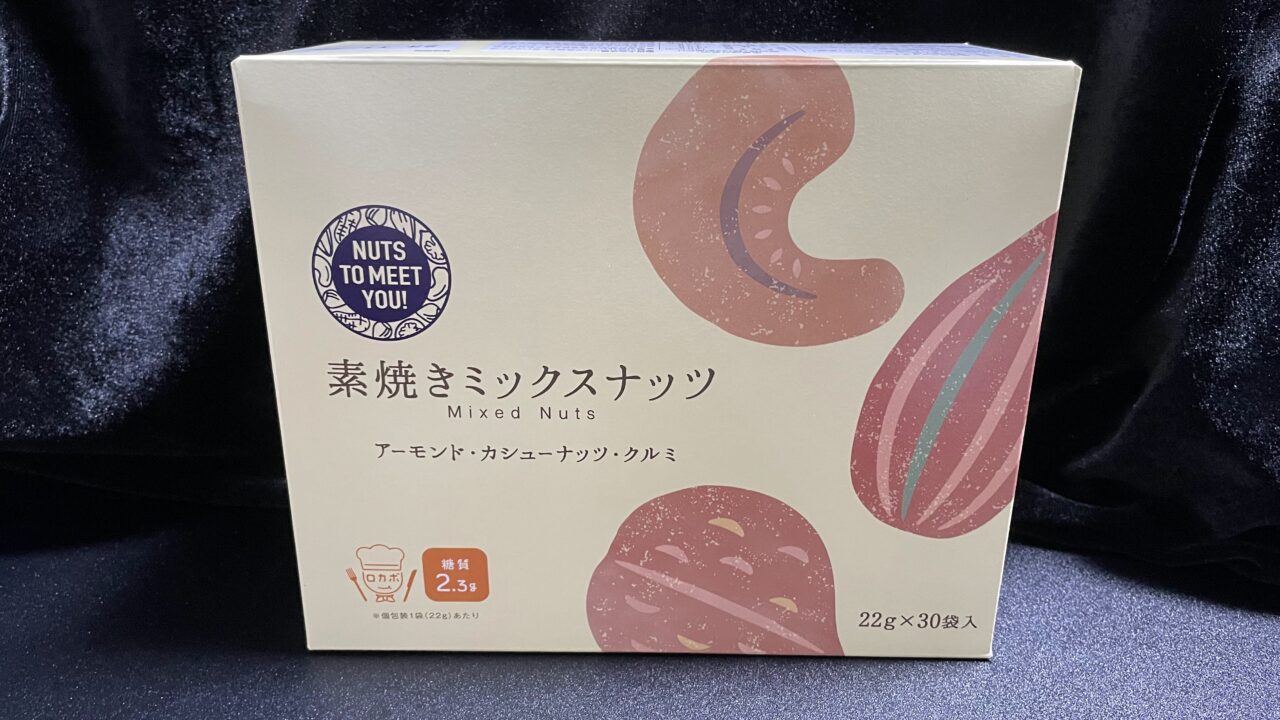 NUTS
TO MEET
YOU!
素焼きミックスナッツ
Mixed Nuts
アーモンド・カシューナッツ・クルミ
ロカボ
糖質
2.3g
※個包装1袋(22g)あたり
22g×30袋入